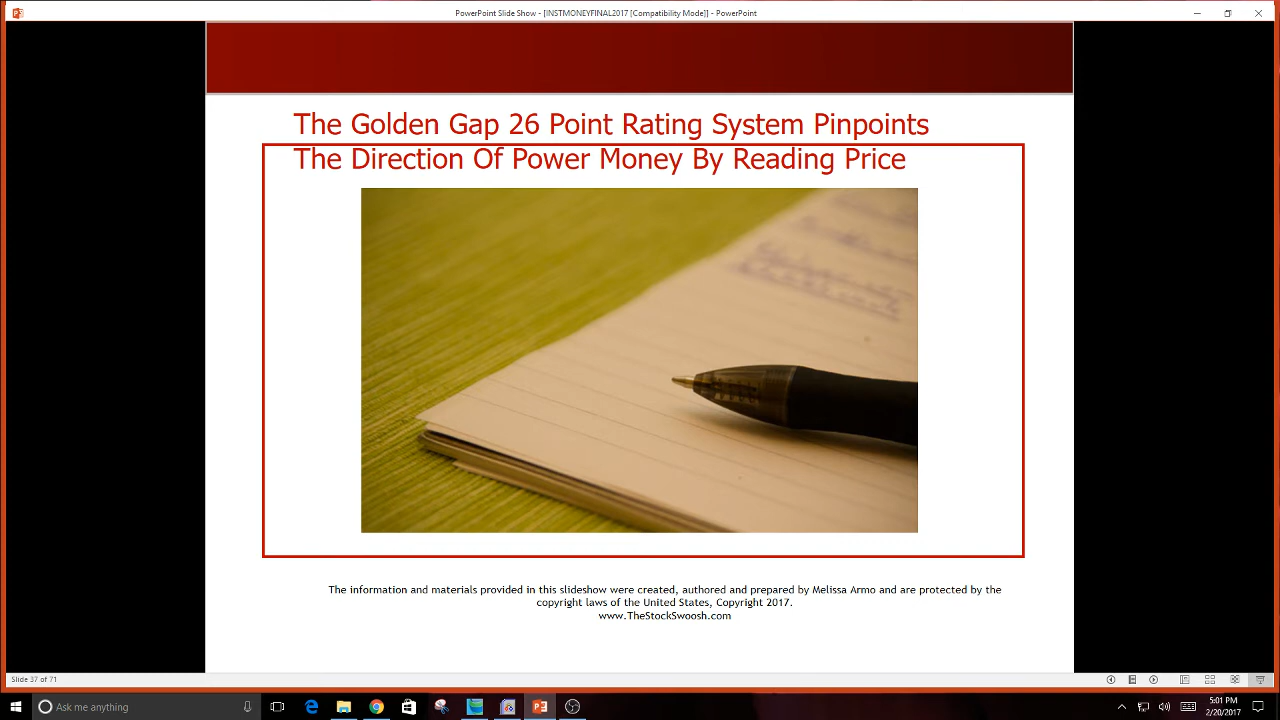 PowerPoint Slide Show - [INSTMONEYFINAL2017 [Compatibility Mode]] - PowerPoint
The Golden Gap 26 Point Rating System Pinpoints
The Direction Of Power Money By Reading Price
The information and materials provided in this slideshow were created, authored and prepared by Melissa Armo and are protected by the
copyright laws of the United States, Copyright 2017.
www.TheStockSwoosh.com
Slide 37 of 71
Ask me anything
5:01 PM
2/20/2017